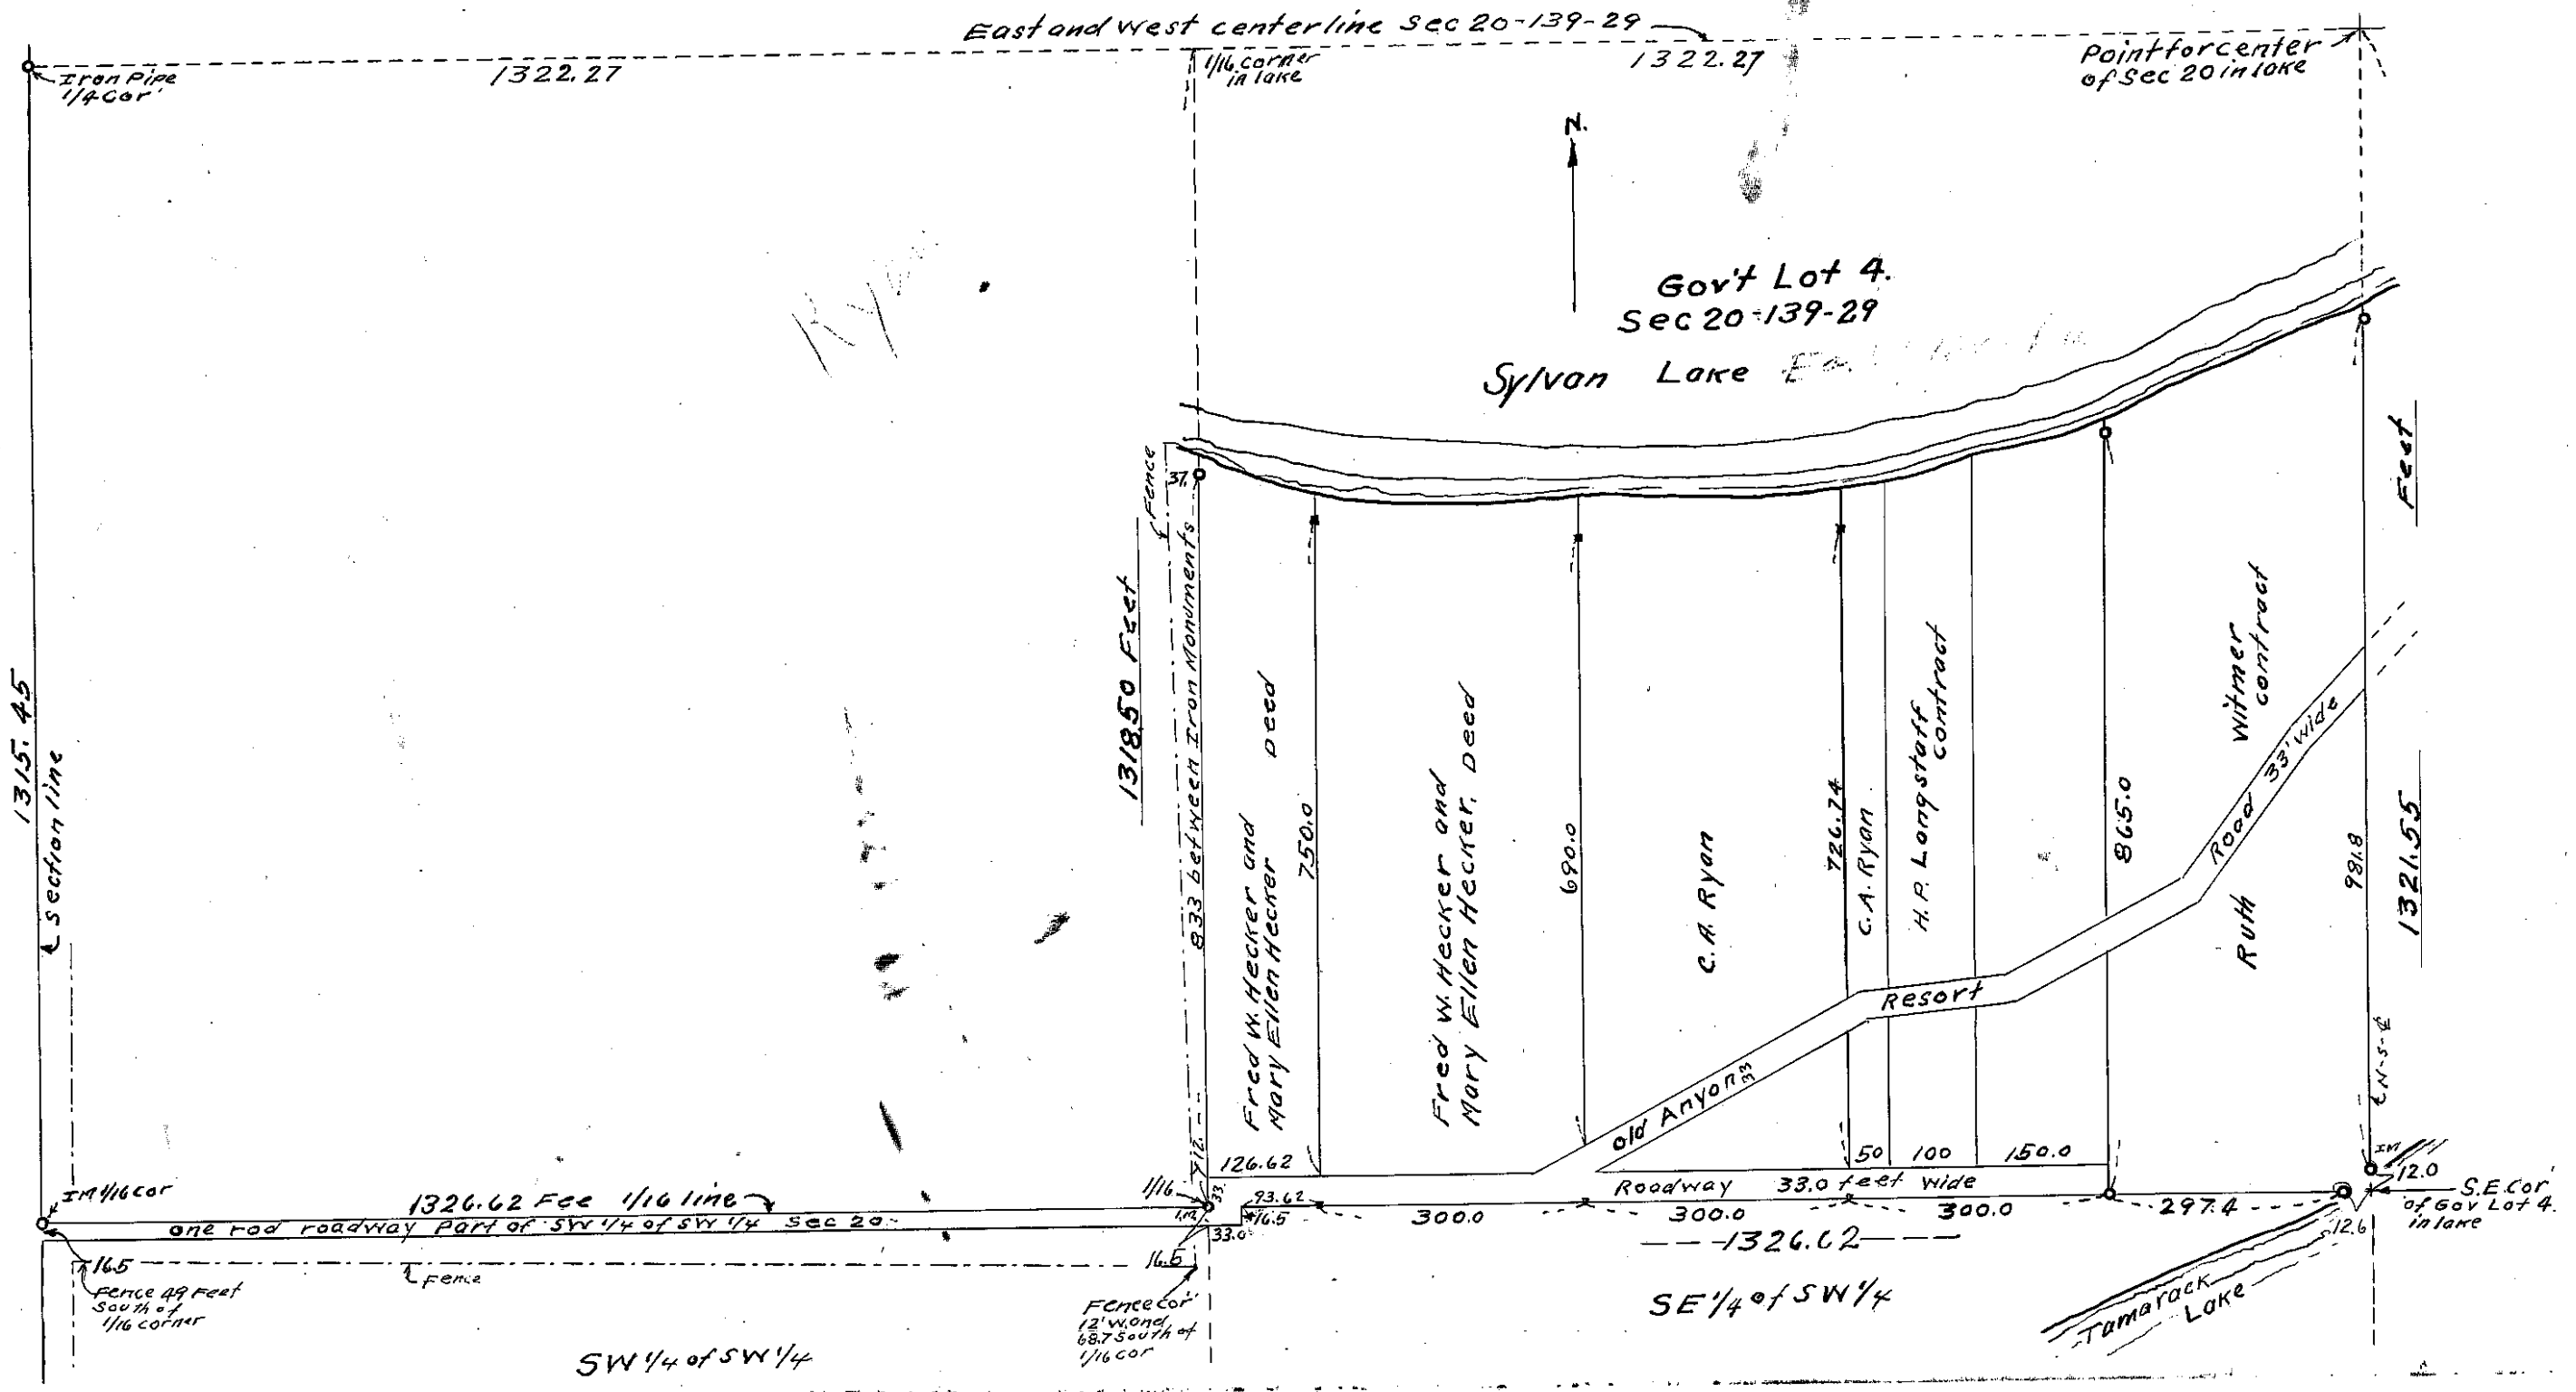 East and West centerline Sec 20-139-29
Iron Pipe
1/4 Cor
1322.27
1/16 corner
in lake
1322.27
Point for center
of Sec 20 in lake
Ryan
Gov't Lot 4.
Sec 20-139-29
Sylvan Lake
Fence
37.
Feet
1315.45
section line
1318.50 Feet
833 between Iron Monuments
Fred W. Hecker and
Mary Ellen Hecker Deed
750.0
Fred W. Hecker and
Mary Ellen Hecker, Deed
690.0
C.A. Ryan
726.74
C.A. Ryan
H.P. Longstaff
contract
865.0
Ruth Witmer
contract
981.8
1321.55
Old Anyon
33
Resort
Road 33' wide
℄ N-S-℄
12.
126.62
50
100
150.0
IM
12.0
IM 1/16 cor
1326.62 Fee 1/16 line
1/16
33.
93.62
Roadway 33.0 feet wide
S.E. Cor
of Gov Lot 4.
in lake
one rod roadway Part of SW 1/4 of SW 1/4 Sec 20
I.M.
16.5
33.0
300.0
300.0
300.0
297.4
12.6
1326.62
16.5
Fence
16.5
Fence 49 Feet
South of
1/16 corner
Fence cor
12' W. and
68.7 South of
1/16 cor
SE 1/4 of SW 1/4
Tamarack
Lake
SW 1/4 of SW 1/4